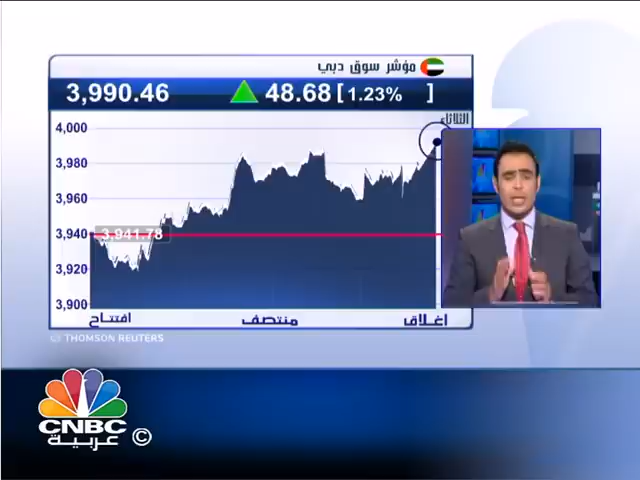 مؤشر سوق دبي
3,990.46 48.68 [1.23% ]
الثلاثاء
4,000
3,980
3,960
3,940
3,941.78
3,920
3,900
افتتاح منتصف اغلاق
THOMSON REUTERS
CNBC
عربية ©